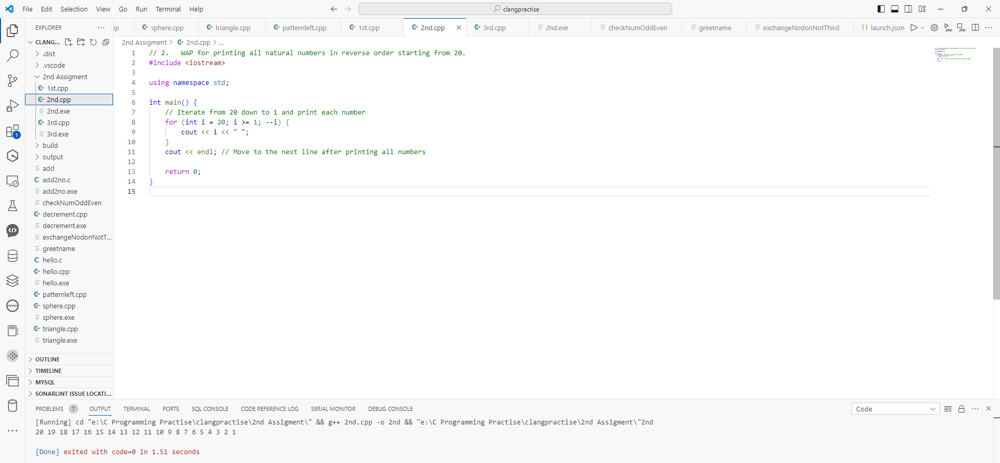 File Edit Selection View Go Run Terminal Help
clangpractise
EXPLORER
pp sphere.cpp triangle.cpp patternleft.cpp 1st.cpp 2nd.cpp 3rd.cpp 2nd.exe checkNumOddEven greetname exchangeNodonNotThird launch.json php php
CLANG...
2nd Assigment > 2nd.cpp > ...
.dist
.vscode
2nd Assigment
1st.cpp
2nd.cpp
2nd.exe
3rd.cpp
3rd.exe
build
output
add
add2no.c
add2no.exe
checkNumOddEven
decrement.cpp
decrement.exe
exchangeNodonNotT...
greetname
hello.c
hello.cpp
hello.exe
patternleft.cpp
sphere.cpp
sphere.exe
triangle.cpp
triangle.exe
OUTLINE
TIMELINE
MYSQL
SONARLINT ISSUE LOCATI...
1
1 // 2.   WAP for printing all natural numbers in reverse order starting from 20.
2 #include <iostream>
3
4 using namespace std;
5
6 int main() {
7     // Iterate from 20 down to 1 and print each number
8     for (int i = 20; i >= 1; --i) {
9         cout << i << " ";
10     }
11     cout << endl; // Move to the next line after printing all numbers
12
13     return 0;
14 }
15
PROBLEMS 7 OUTPUT TERMINAL PORTS SQL CONSOLE CODE REFERENCE LOG SERIAL MONITOR DEBUG CONSOLE Code
[Running] cd "e:\C Programming Practise\clangpractise\2nd Assigment\" && g++ 2nd.cpp -o 2nd && "e:\C Programming Practise\clangpractise\2nd Assigment\"2nd
20 19 18 17 16 15 14 13 12 11 10 9 8 7 6 5 4 3 2 1
[Done] exited with code=0 in 1.51 seconds